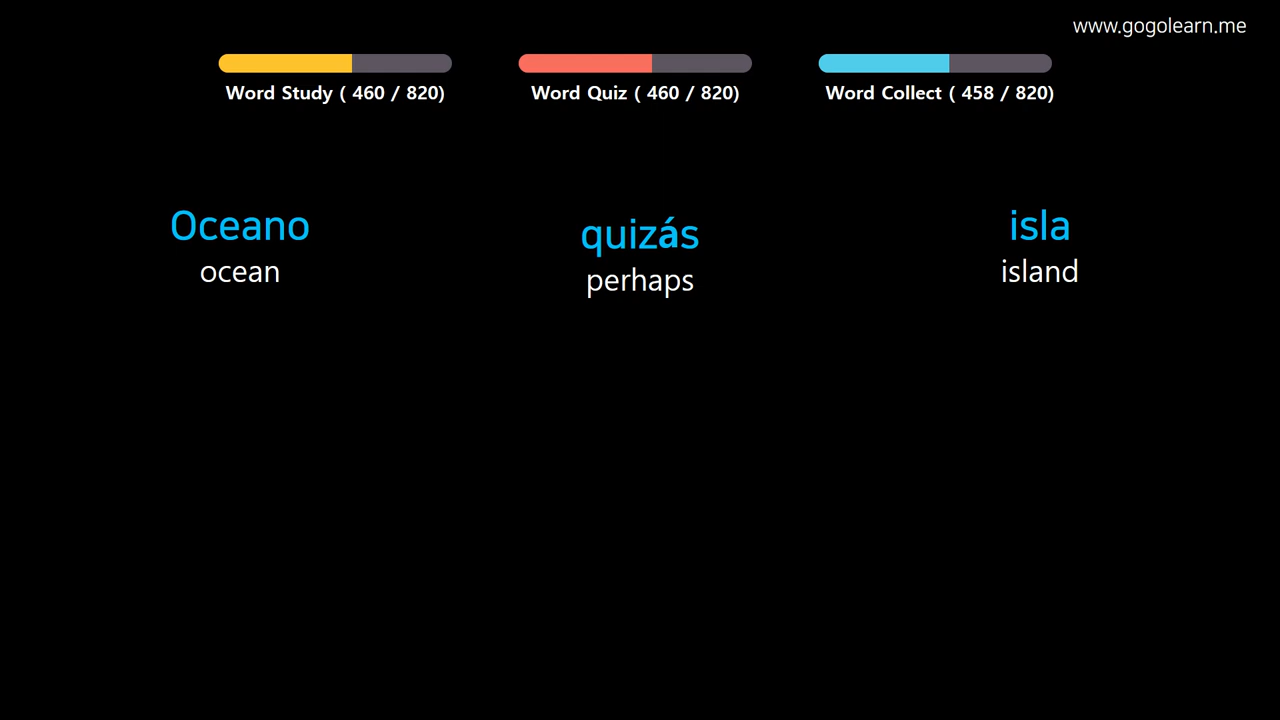 www.gogolearn.me
Word Study ( 460 / 820)
Word Quiz ( 460 / 820)
Word Collect ( 458 / 820)
Oceano
ocean
quizás
perhaps
isla
island